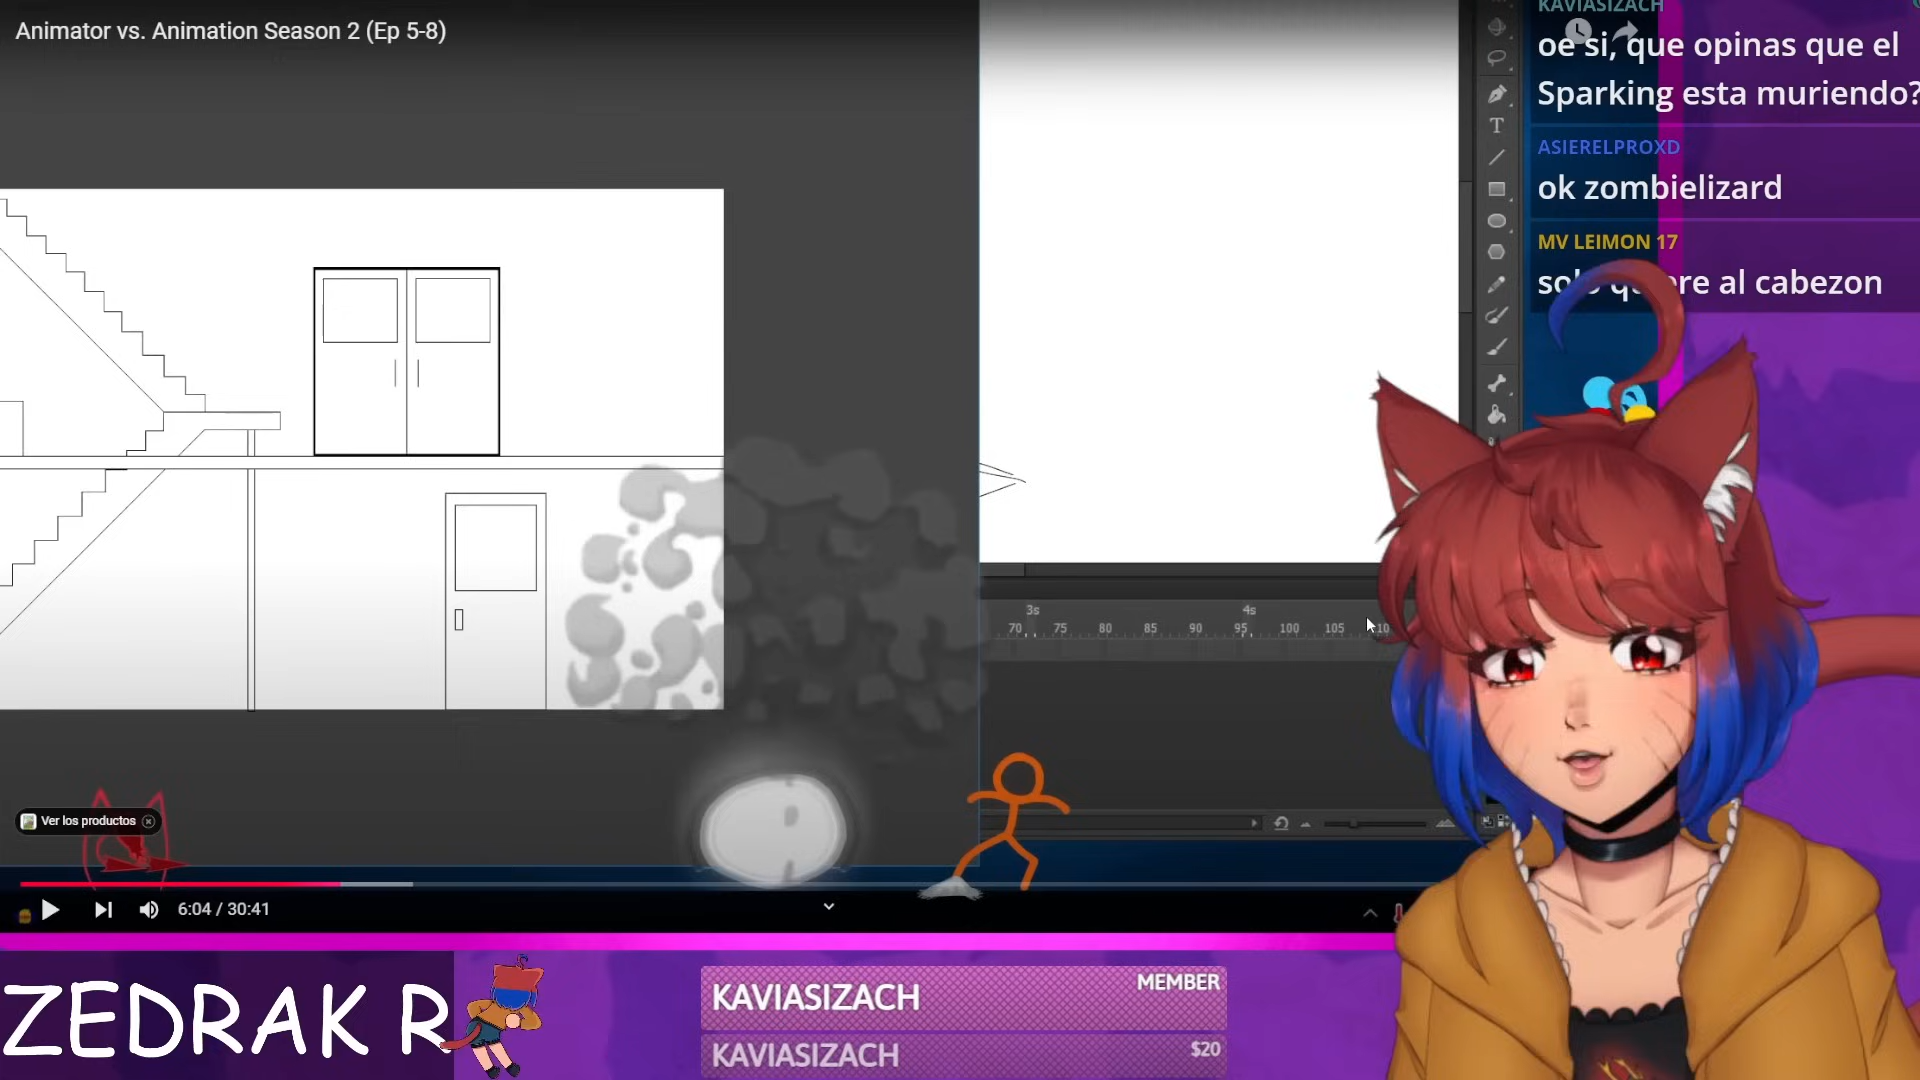 Animator vs. Animation Season 2 (Ep 5-8)
KAVIASIZACH
oe si, que opinas que el
Sparking esta muriendo?
ASIERELPROXD
ok zombielizard
MV LEIMON 17
al cabezon
T
3s
4s
70 75 80 85 90 95 100 105
Ver los productos
6:04 / 30:41
ZEDRAK R
KAVIASIZACH
MEMBER
KAVIASIZACH
$20